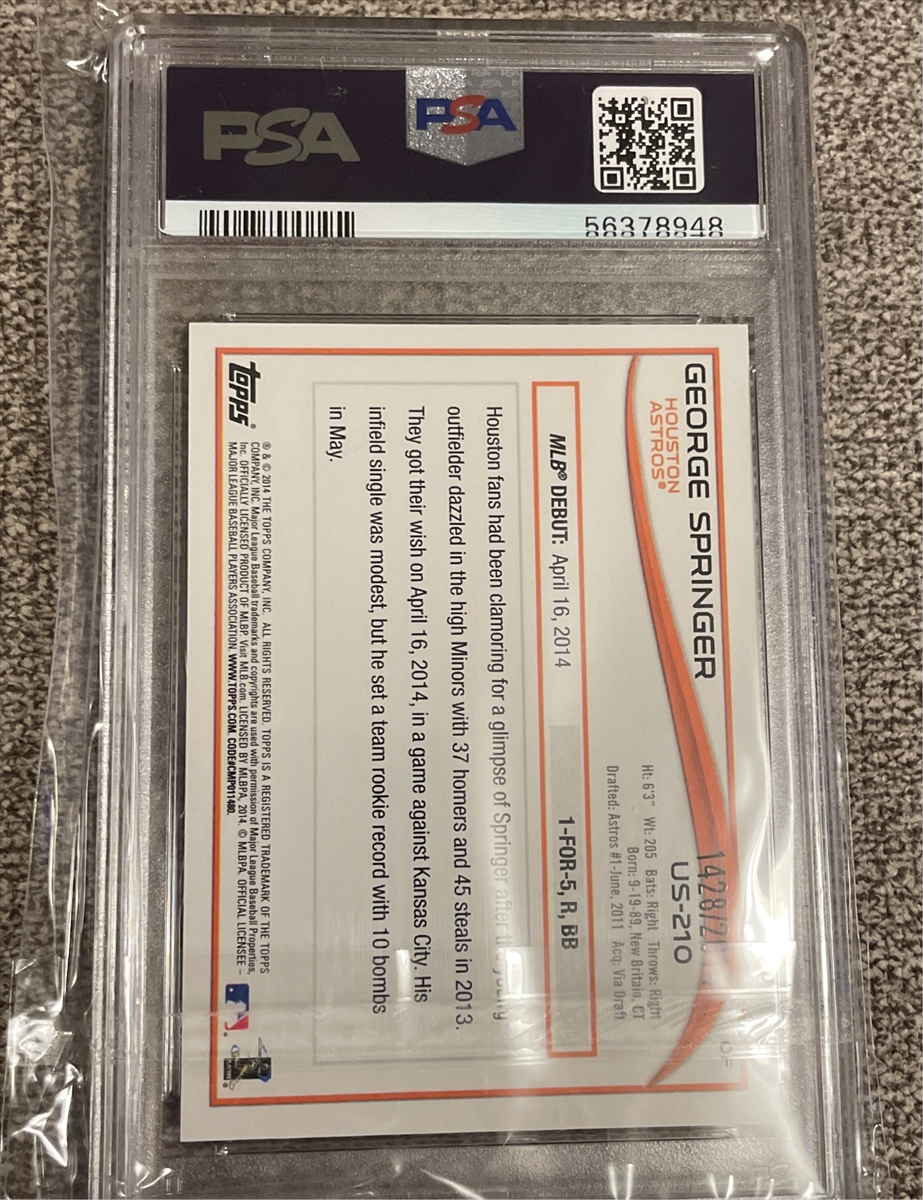 PSA
PSA
56378948
GEORGE SPRINGER
HOUSTON
ASTROS®
US-210
Ht: 6'3" Wt: 205 Bats: Right Throws: Right
Born: 9-19-89, New Britain, CT
Drafted: Astros #1-June, 2011 Acq: Via Draft
MLB® DEBUT: April 16, 2014 1-FOR-5, R, BB
Houston fans had been clamoring for a glimpse of Springer after the young
outfielder dazzled in the high Minors with 37 homers and 45 steals in 2013.
They got their wish on April 16, 2014, in a game against Kansas City. His
infield single was modest, but he set a team rookie record with 10 bombs
in May.
topps®
® & © 2014 THE TOPPS COMPANY, INC. ALL RIGHTS RESERVED. TOPPS IS A REGISTERED TRADEMARK OF THE TOPPS
COMPANY, INC. Major League Baseball trademarks and copyrights are used with permission of Major League Baseball Properties,
Inc. OFFICIALLY LICENSED PRODUCT OF MLBP. Visit MLB.com. LICENSED BY MLBPA, 2014. © MLBPA. OFFICIAL LICENSEE –
MAJOR LEAGUE BASEBALL PLAYERS ASSOCIATION. WWW.TOPPS.COM. CODE#CMP011480.